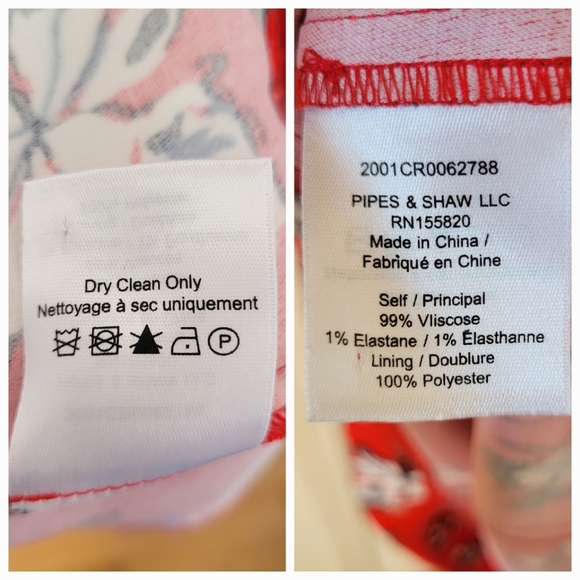 Dry Clean Only
Nettoyage à sec uniquement
P
2001CR0062788
PIPES & SHAW LLC
RN155820
Made in China /
Fabriqué en Chine
Self / Principal
99% Vliscose
1% Elastane / 1% Élasthanne
Lining / Doublure
100% Polyester